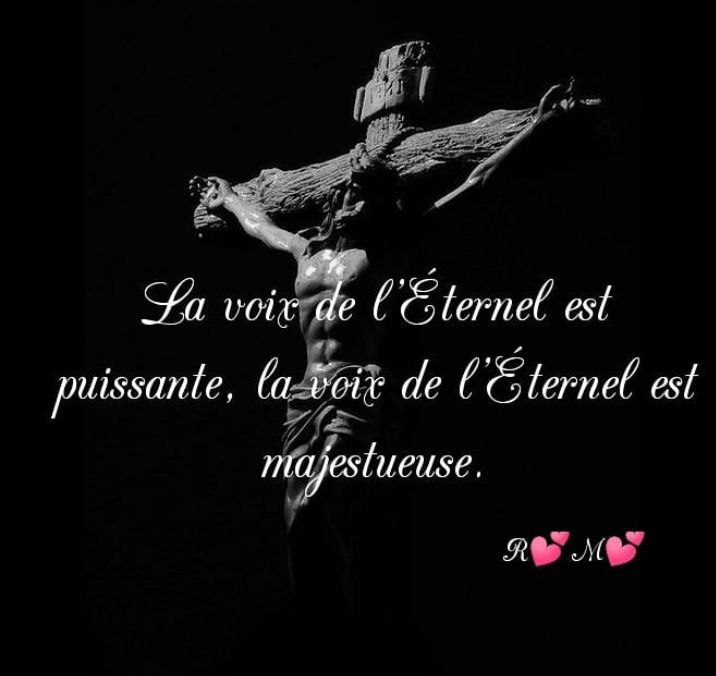 La voix de l'Éternel est
puissante, la voix de l'Éternel est
majestueuse.
R💕 M💕